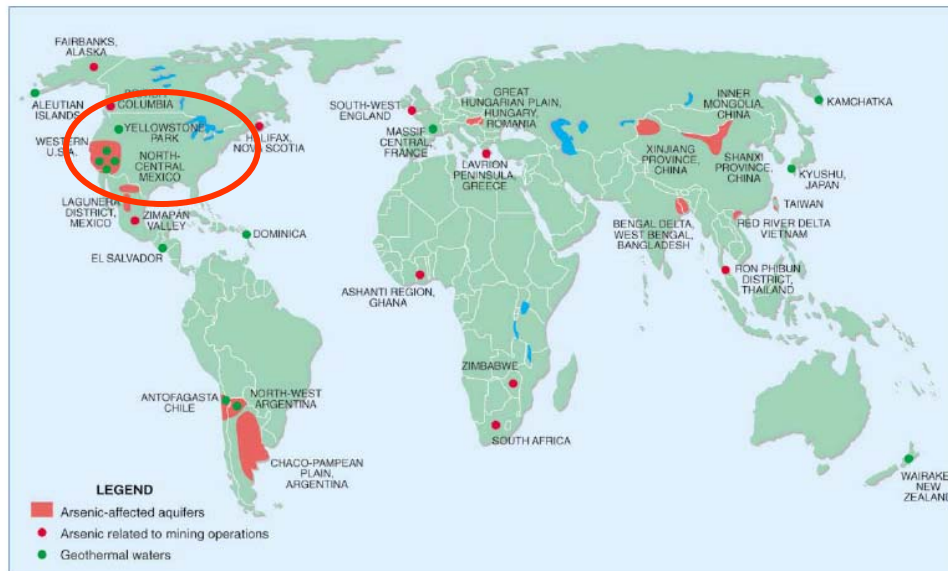 FAIRBANKS,
ALASKA
ALEUTIAN
ISLANDS
COLUMBIA
YELLOWSTONE
PARK
HALIFAX,
NOVA SCOTIA
WESTERN
U.S.A.
NORTH-
CENTRAL
MEXICO
LAGUNERA
DISTRICT,
MEXICO
ZIMAPAN
VALLEY
DOMINICA
EL SALVADOR
ANTOFAGASTA
CHILE
NORTH-WEST
ARGENTINA
CHACO-PAMPEAN
PLAIN,
ARGENTINA
SOUTH-WEST
ENGLAND
MASSIF
CENTRAL,
FRANCE
GREAT
HUNGARIAN PLAIN,
HUNGARY,
ROMANIA
LAVRION
PENINSULA,
GREECE
ASHANTI REGION,
GHANA
ZIMBABWE
SOUTH AFRICA
INNER
MONGOLIA,
CHINA
KAMCHATKA
XINJIANG
PROVINCE,
CHINA
SHANXI
PROVINCE,
CHINA
KYUSHU,
JAPAN
TAIWAN
BENGAL DELTA,
WEST BENGAL,
BANGLADESH
RED RIVER DELTA
VIETNAM
RON PHIBUN
DISTRICT,
THAILAND
WAIRAKE
NEW
ZEALAND
LEGEND
Arsenic-affected aquifers
Arsenic related to mining operations
Geothermal waters